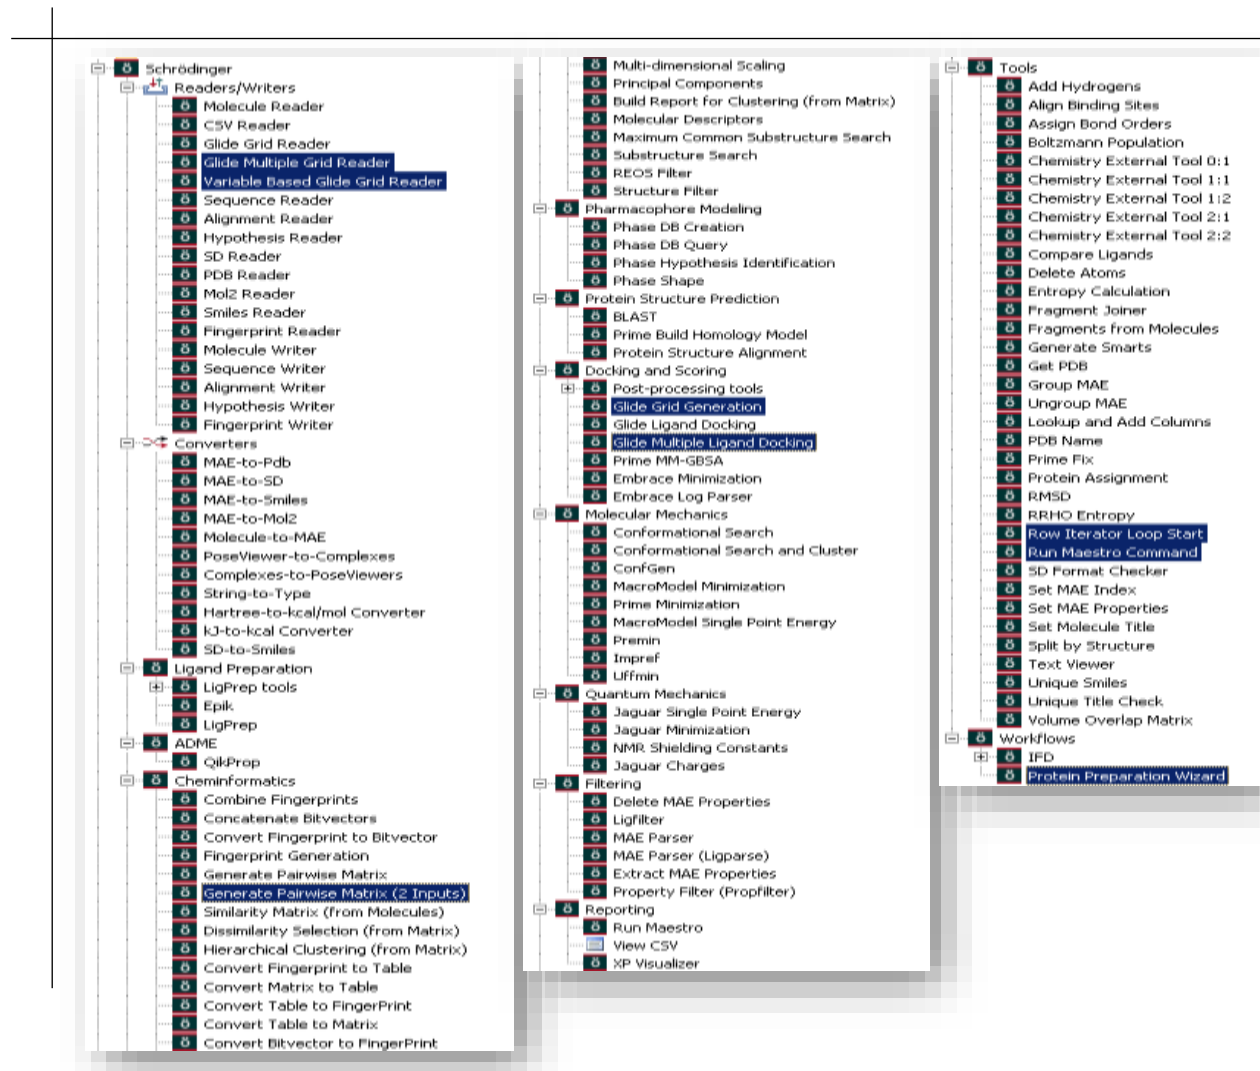 Schrödinger
Readers/Writers
Molecule Reader
CSV Reader
Glide Grid Reader
Glide Multiple Grid Reader
Variable Based Glide Grid Reader
Sequence Reader
Alignment Reader
Hypothesis Reader
SD Reader
PDB Reader
Mol2 Reader
Smiles Reader
Fingerprint Reader
Molecule Writer
Sequence Writer
Alignment Writer
Hypothesis Writer
Fingerprint Writer
Converters
MAE-to-Pdb
MAE-to-SD
MAE-to-Smiles
MAE-to-Mol2
Molecule-to-MAE
PoseViewer-to-Complexes
Complexes-to-PoseViewers
String-to-Type
Hartree-to-kcal/mol Converter
kJ-to-kcal Converter
SD-to-Smiles
Ligand Preparation
LigPrep tools
Epik
LigPrep
ADME
QikProp
Cheminformatics
Combine Fingerprints
Concatenate Bitvectors
Convert Fingerprint to Bitvector
Fingerprint Generation
Generate Pairwise Matrix
Generate Pairwise Matrix (2 Inputs)
Similarity Matrix (from Molecules)
Dissimilarity Selection (from Matrix)
Hierarchical Clustering (from Matrix)
Convert Fingerprint to Table
Convert Matrix to Table
Convert Table to FingerPrint
Convert Table to Matrix
Convert Bitvector to FingerPrint
Multi-dimensional Scaling
Principal Components
Build Report for Clustering (from Matrix)
Molecular Descriptors
Maximum Common Substructure Search
Substructure Search
REOS Filter
Structure Filter
Pharmacophore Modeling
Phase DB Creation
Phase DB Query
Phase Hypothesis Identification
Phase Shape
Protein Structure Prediction
BLAST
Prime Build Homology Model
Protein Structure Alignment
Docking and Scoring
Post-processing tools
Glide Grid Generation
Glide Ligand Docking
Glide Multiple Ligand Docking
Prime MM-GBSA
Embrace Minimization
Embrace Log Parser
Molecular Mechanics
Conformational Search
Conformational Search and Cluster
ConfGen
MacroModel Minimization
Prime Minimization
MacroModel Single Point Energy
Premin
Impref
Uffmin
Quantum Mechanics
Jaguar Single Point Energy
Jaguar Minimization
NMR Shielding Constants
Jaguar Charges
Filtering
Delete MAE Properties
Ligfilter
MAE Parser
MAE Parser (Ligparse)
Extract MAE Properties
Property Filter (Propfilter)
Reporting
Run Maestro
View CSV
XP Visualizer
Tools
Add Hydrogens
Align Binding Sites
Assign Bond Orders
Boltzmann Population
Chemistry External Tool 0:1
Chemistry External Tool 1:1
Chemistry External Tool 1:2
Chemistry External Tool 2:1
Chemistry External Tool 2:2
Compare Ligands
Delete Atoms
Entropy Calculation
Fragment Joiner
Fragments from Molecules
Generate Smarts
Get PDB
Group MAE
Ungroup MAE
Lookup and Add Columns
PDB Name
Prime Fix
Protein Assignment
RMSD
RRHO Entropy
Row Iterator Loop Start
Run Maestro Command
SD Format Checker
Set MAE Index
Set MAE Properties
Set Molecule Title
Split by Structure
Text Viewer
Unique Smiles
Unique Title Check
Volume Overlap Matrix
Workflows
IFD
Protein Preparation Wizard